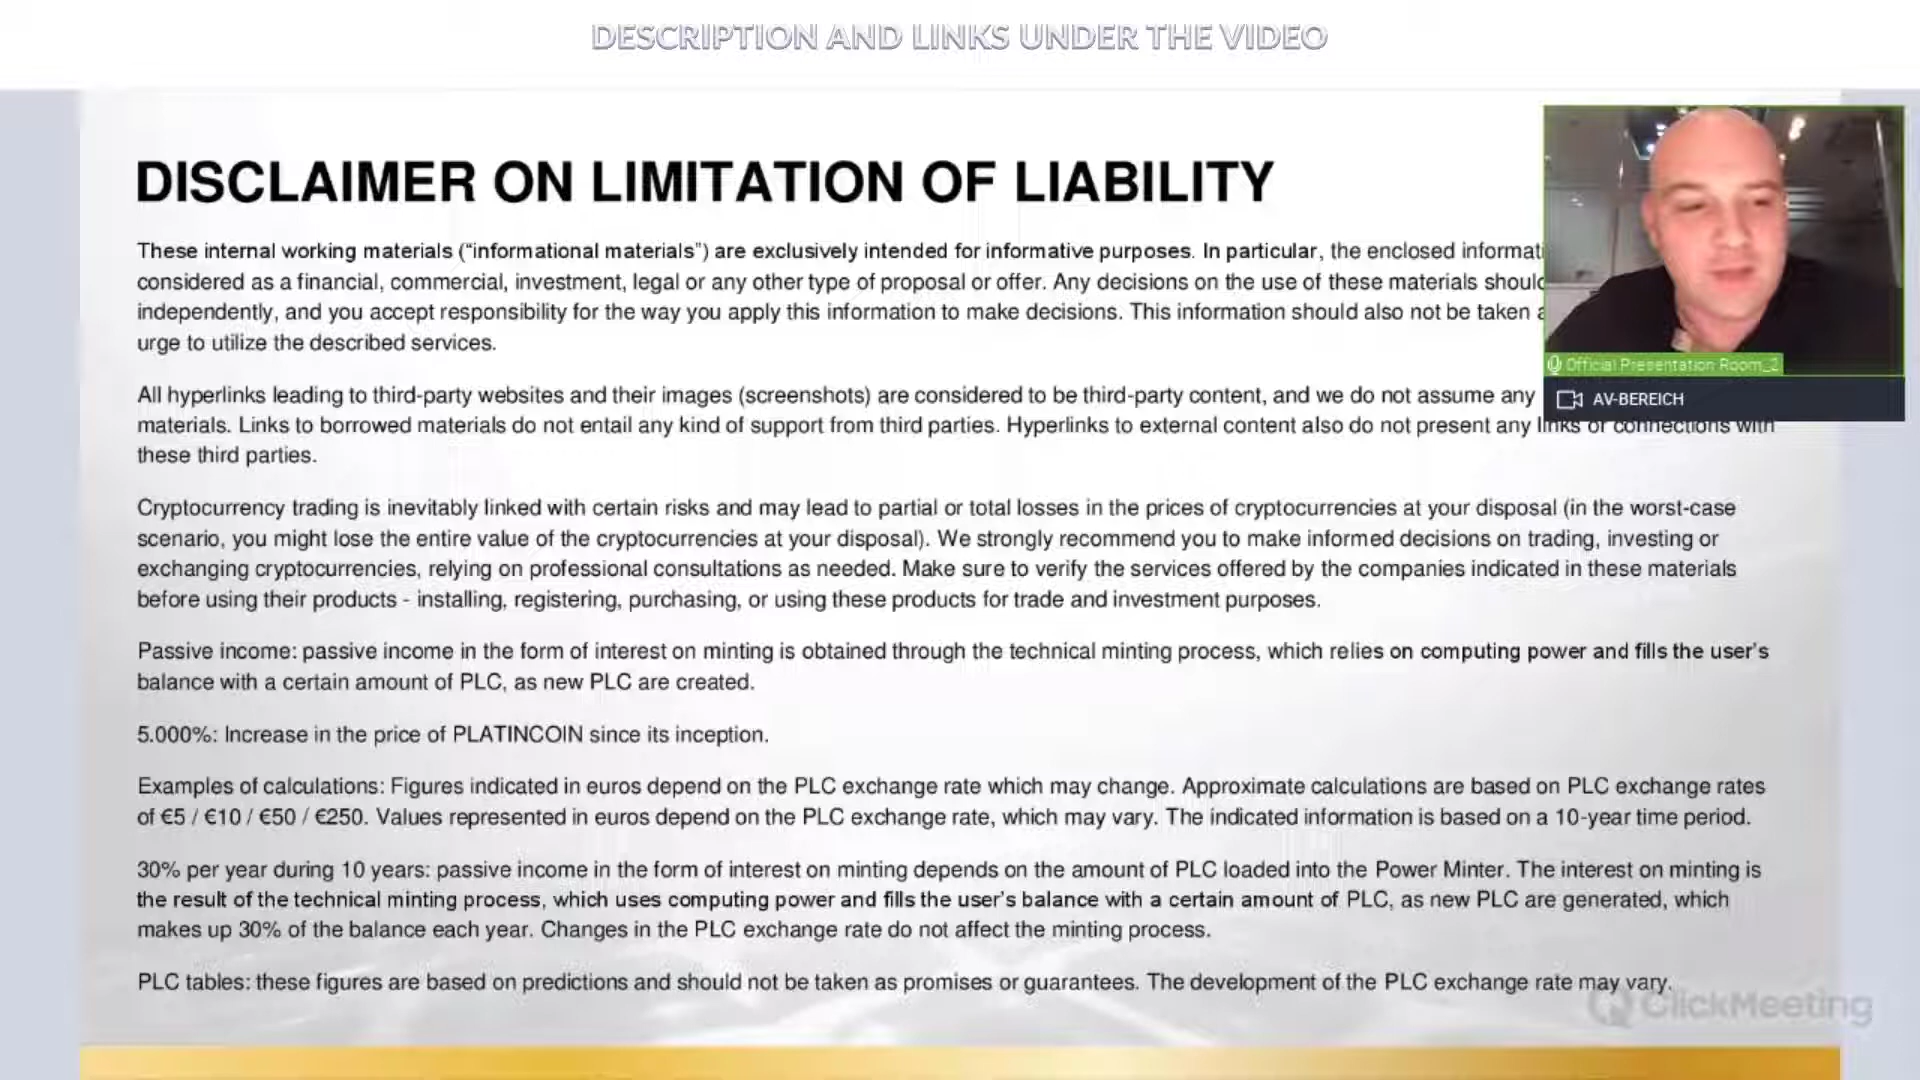 DESCRIPTION AND LINKS UNDER THE VIDEO
DISCLAIMER ON LIMITATION OF LIABILITY
These internal working materials (“informational materials”) are exclusively intended for informative purposes. In particular, the enclosed
considered as a financial, commercial, investment, legal or any other type of proposal or offer. Any decisions on the use of these materials
independently, and you accept responsibility for the way you apply this information to make decisions. This information should also not be taken
urge to utilize the described services.
All hyperlinks leading to third-party websites and their images (screenshots) are considered to be third-party content, and we do not assume any
materials. Links to borrowed materials do not entail any kind of support from third parties. Hyperlinks to external content also do not present any links or connections with
these third parties.
Cryptocurrency trading is inevitably linked with certain risks and may lead to partial or total losses in the prices of cryptocurrencies at your disposal (in the worst-case
scenario, you might lose the entire value of the cryptocurrencies at your disposal). We strongly recommend you to make informed decisions on trading, investing or
exchanging cryptocurrencies, relying on professional consultations as needed. Make sure to verify the services offered by the companies indicated in these materials
before using their products - installing, registering, purchasing, or using these products for trade and investment purposes.
Passive income: passive income in the form of interest on minting is obtained through the technical minting process, which relies on computing power and fills the user’s
balance with a certain amount of PLC, as new PLC are created.
5.000%: Increase in the price of PLATINCOIN since its inception.
Examples of calculations: Figures indicated in euros depend on the PLC exchange rate which may change. Approximate calculations are based on PLC exchange rates
of €5 / €10 / €50 / €250. Values represented in euros depend on the PLC exchange rate, which may vary. The indicated information is based on a 10-year time period.
30% per year during 10 years: passive income in the form of interest on minting depends on the amount of PLC loaded into the Power Minter. The interest on minting is
the result of the technical minting process, which uses computing power and fills the user’s balance with a certain amount of PLC, as new PLC are generated, which
makes up 30% of the balance each year. Changes in the PLC exchange rate do not affect the minting process.
PLC tables: these figures are based on predictions and should not be taken as promises or guarantees. The development of the PLC exchange rate may vary.
Official Presentation Room_2
AV-BEREICH
ClickMeeting